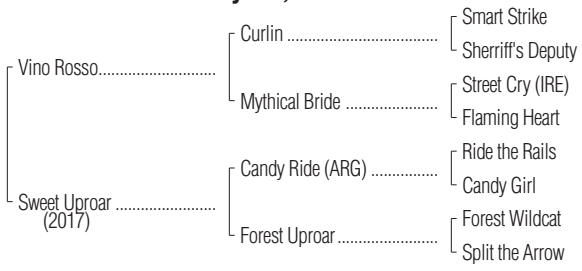 Smart Strike
Curlin ........................................
Sherriff's Deputy
Vino Rosso...............................
Street Cry (IRE)
Mythical Bride .........................
Flaming Heart
Ride the Rails
Candy Ride (ARG) ..................
Candy Girl
Sweet Uproar ..........................
(2017)
Forest Wildcat
Forest Uproar...........................
Split the Arrow